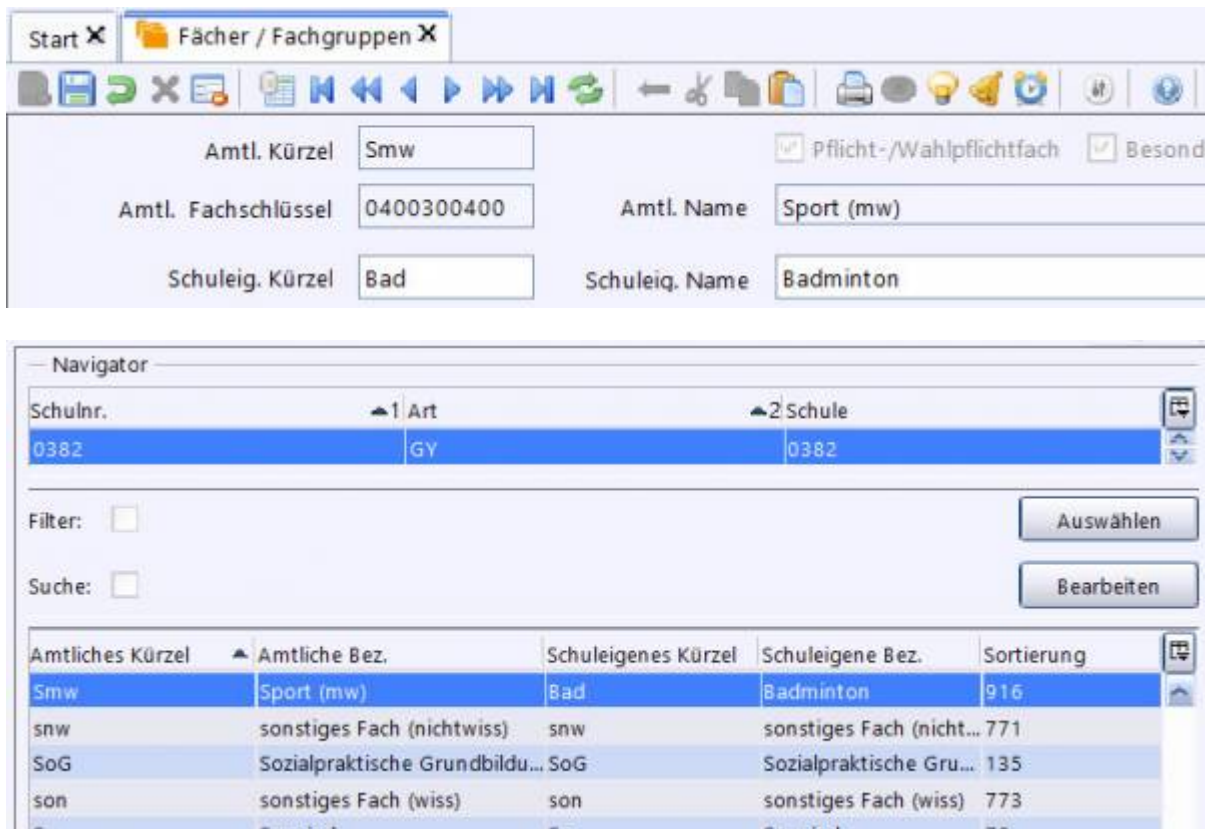 Start Fächer / Fachgruppen
Amtl. Kürzel Smw Pflicht-/Wahlpflichtfach Besond
Amtl. Fachschlüssel 0400300400 Amtl. Name Sport (mw)
Schuleig. Kürzel Bad Schuleig. Name Badminton
Navigator
Schulnr. 1 Art 2 Schule
0382 GY 0382
Filter: Auswählen
Suche: Bearbeiten
Amtliches Kürzel Amtliche Bez. Schuleigenes Kürzel Schuleigene Bez. Sortierung
Smw Sport (mw) Bad Badminton 916
snw sonstiges Fach (nichtwiss) snw sonstiges Fach (nicht... 771
SoG Sozialpraktische Grundbildu... SoG Sozialpraktische Gru... 135
son sonstiges Fach (wiss) son sonstiges Fach (wiss) 773